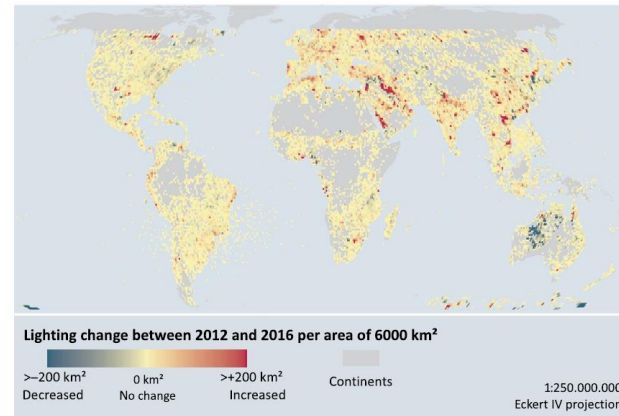 Lighting change between 2012 and 2016 per area of 6000 km²
>–200 km² 0 km² >+200 km²
Decreased No change Increased
Continents
1:250.000.000
Eckert IV projection